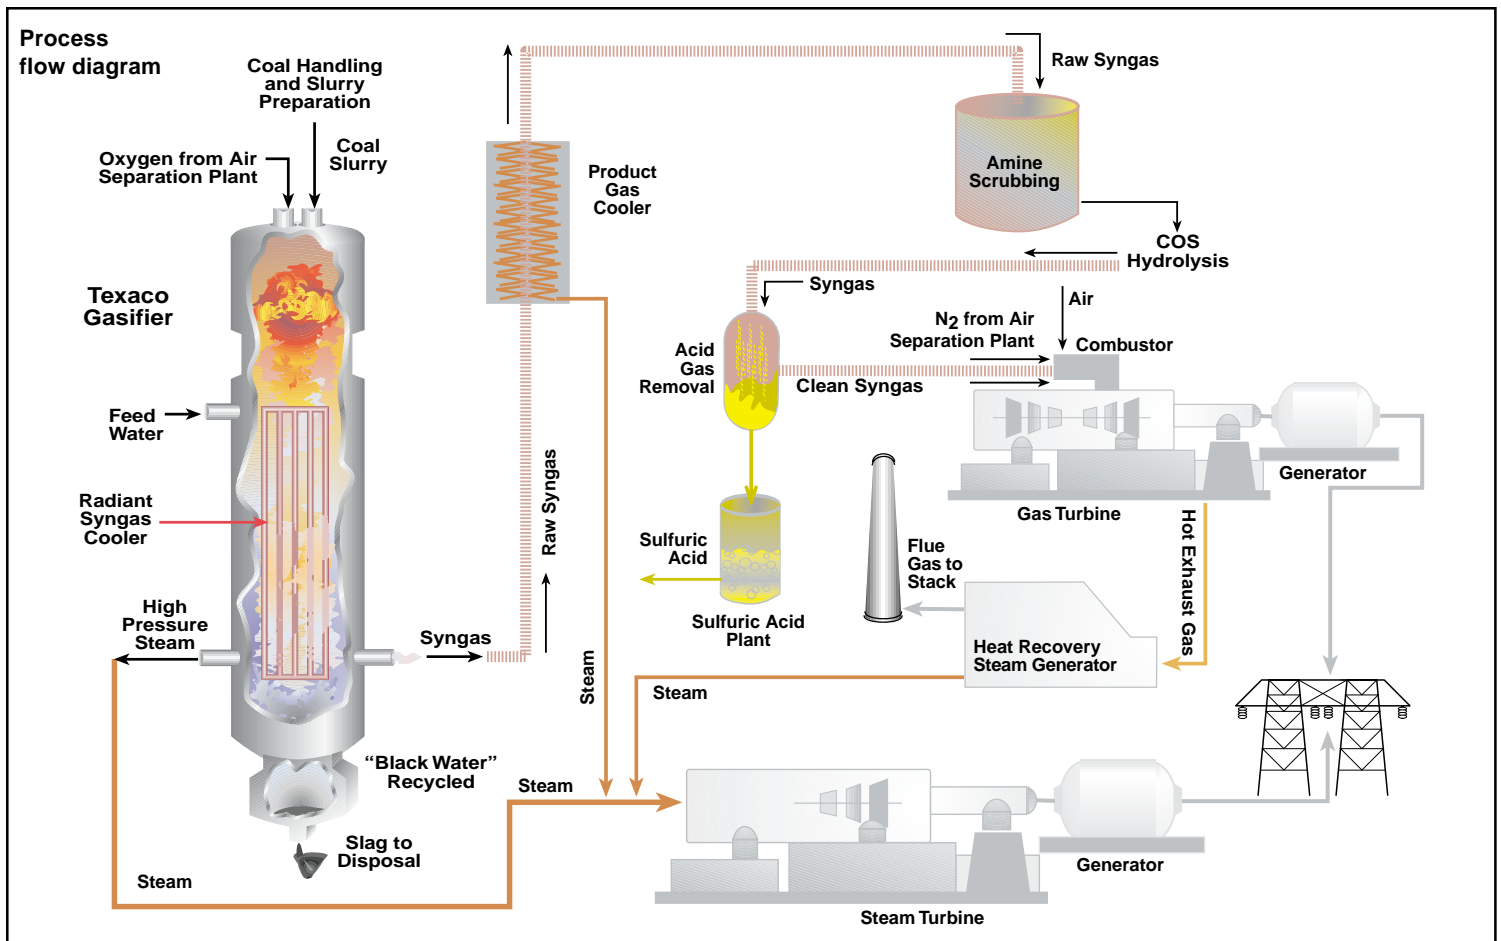 Process
flow diagram
Coal Handling
and Slurry
Preparation
Oxygen from Air
Separation Plant
Coal
Slurry
Texaco
Gasifier
Feed
Water
Radiant
Syngas
Cooler
High
Pressure
Steam
Syngas
"Black Water"
Recycled
Slag to
Disposal
Steam
Steam
Raw Syngas
Product
Gas
Cooler
Steam
Raw Syngas
Amine
Scrubbing
COS
Hydrolysis
Syngas
Air
N2 from Air
Separation Plant
Combustor
Acid
Gas
Removal
Clean Syngas
Generator
Gas Turbine
Hot Exhaust Gas
Sulfuric
Acid
Sulfuric Acid
Plant
Flue
Gas to
Stack
Heat Recovery
Steam Generator
Steam
Generator
Steam Turbine